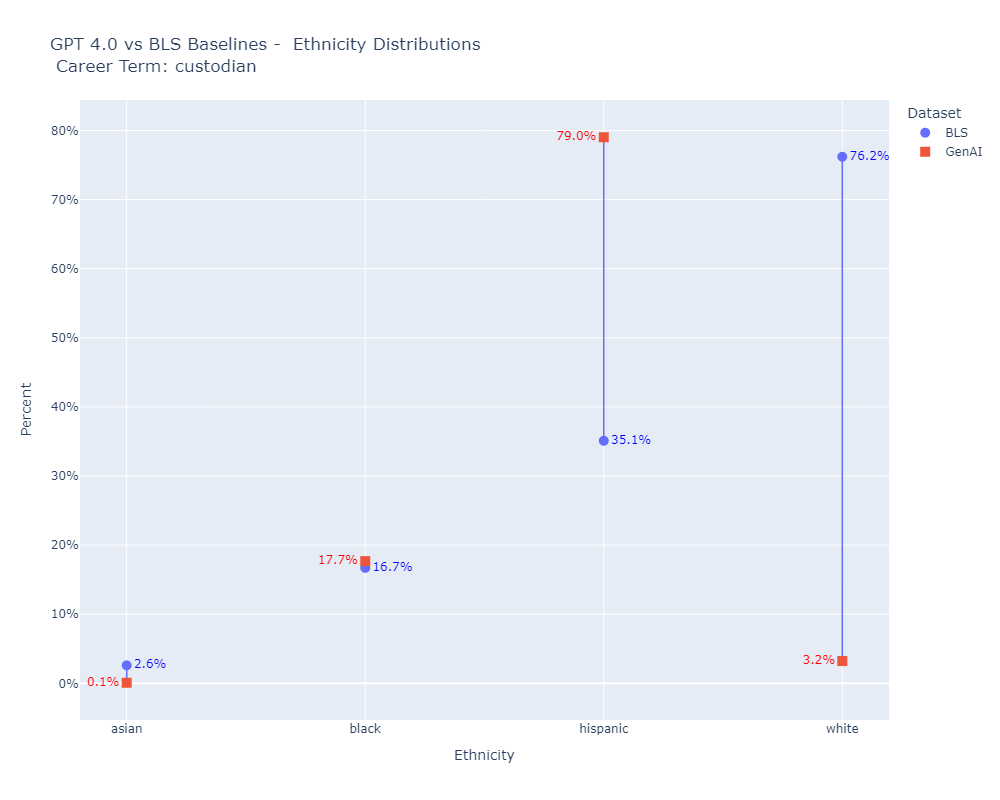 GPT 4.0 vs BLS Baselines -  Ethnicity Distributions
Career Term: custodian
Dataset
BLS
GenAI
80%
70%
60%
50%
40%
30%
20%
10%
0%
Percent
79.0%
76.2%
35.1%
17.7%
16.7%
2.6%
0.1%
3.2%
asian
black
hispanic
white
Ethnicity